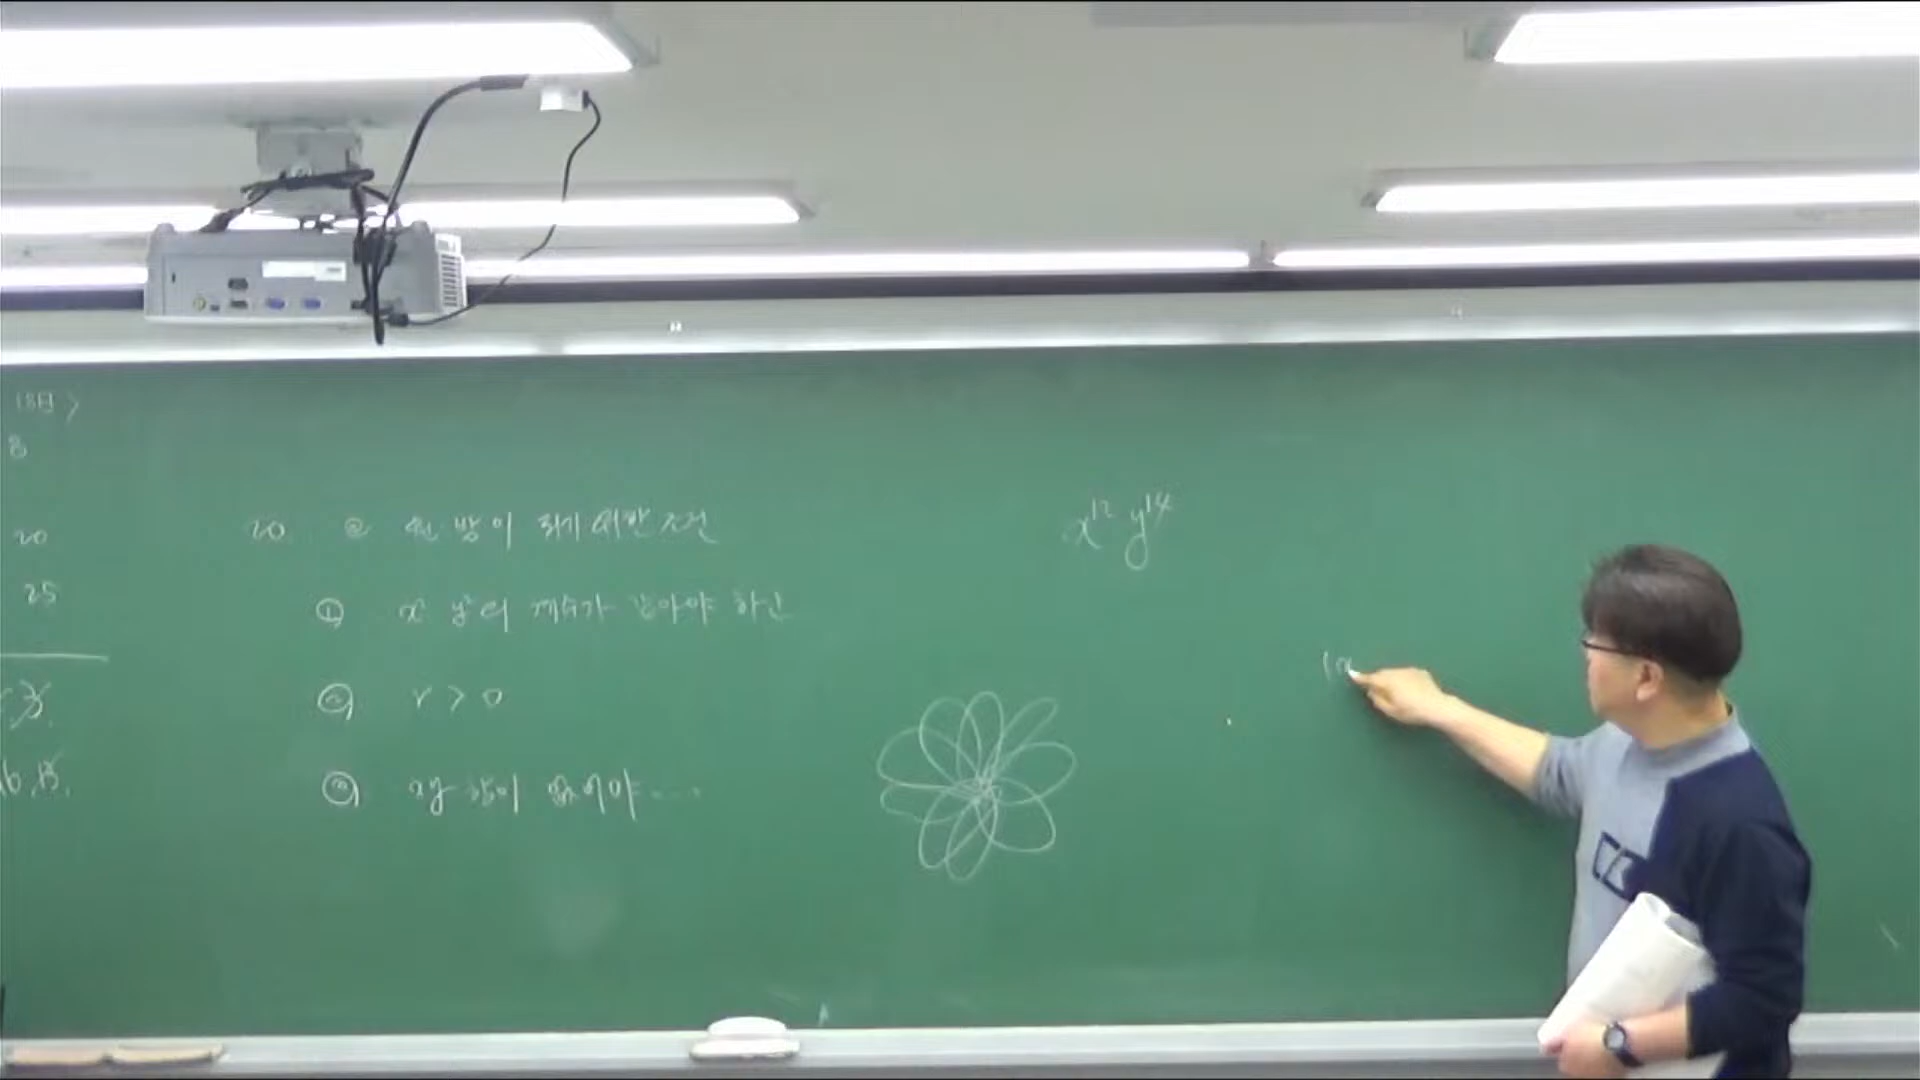 18日 >
8
20
25
20 @ 원방이 되기 위한 조건
① x² y²의 계수가 같아야 하고
② r > 0
③ xy항이 없어야 ...
x¹² y¹⁴
(x